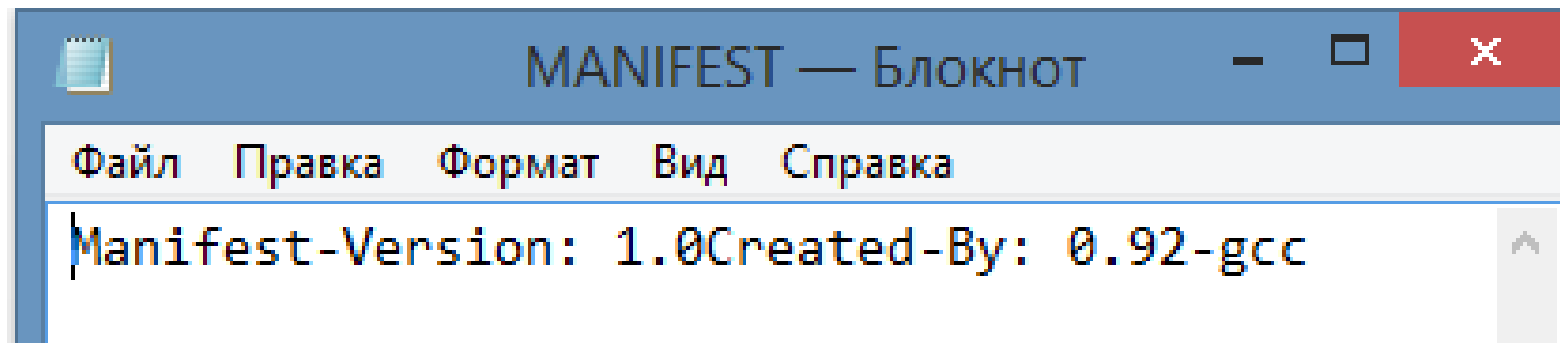 MANIFEST — Блокнот
Файл Правка Формат Вид Справка
Manifest-Version: 1.0Created-By: 0.92-gcc